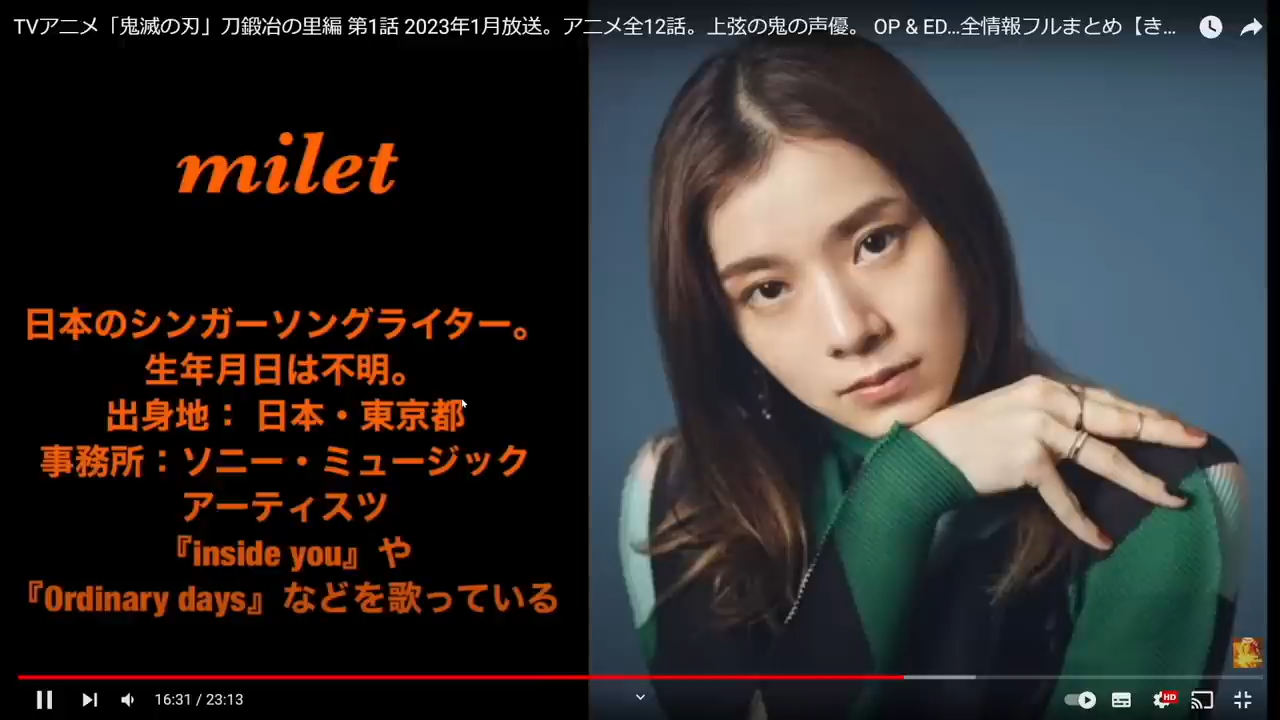 TVアニメ「鬼滅の刃」刀鍛冶の里編 第1話 2023年1月放送。アニメ全12話。上弦の鬼の声優。 OP & ED...全情報フルまとめ【き...
milet
日本のシンガーソングライター。
生年月日は不明。
出身地： 日本・東京都
事務所：ソニー・ミュージック
アーティスツ
『inside you』や
『Ordinary days』などを歌っている
16:31 / 23:13
HD